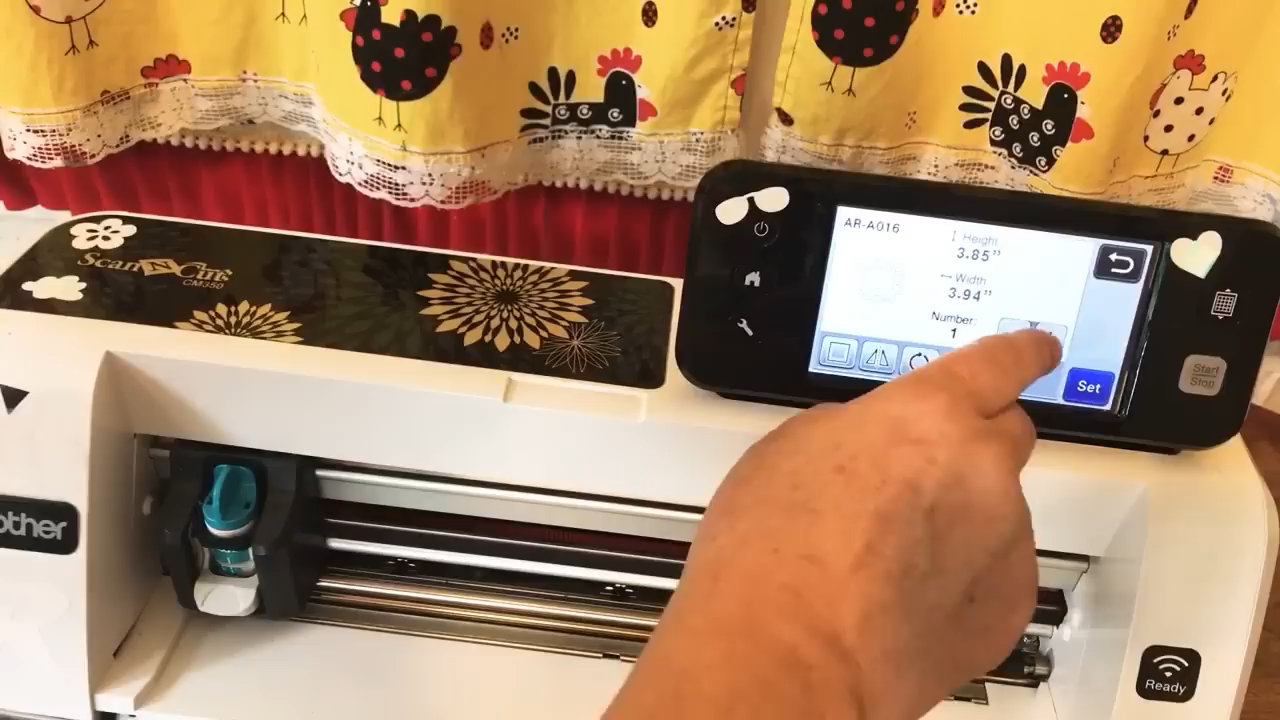 ScanNCut
CM350
AR-A016
Height
3.85"
Width
3.94"
Number:
1
Set
Start
Stop
other
Ready